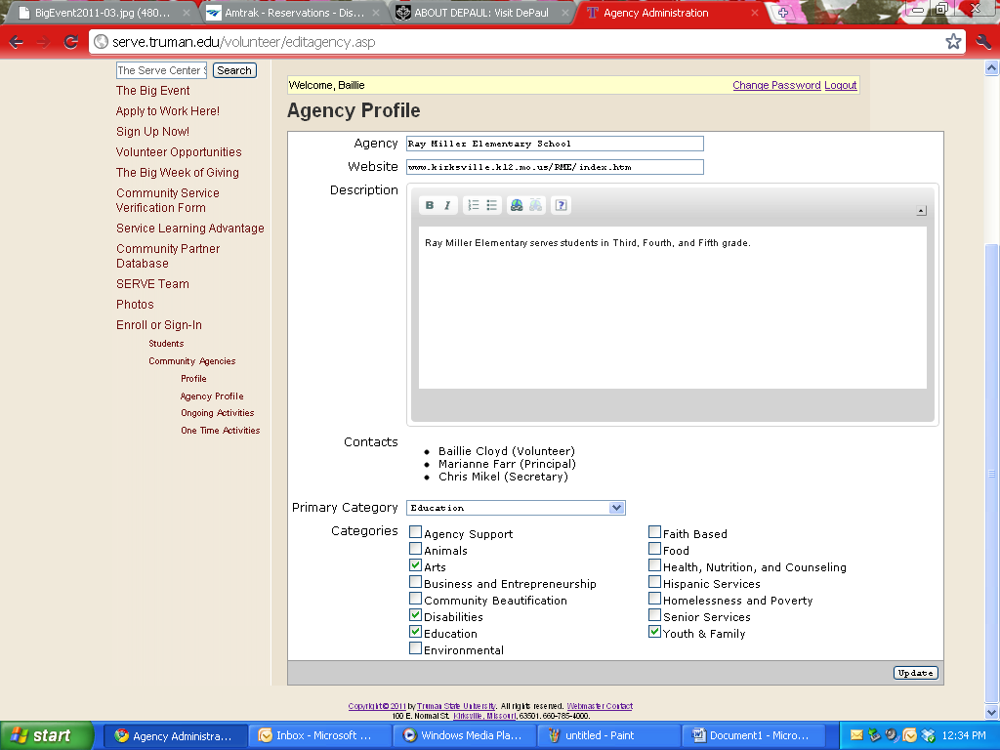 BigEvent2011-03.jpg (480...
Amtrak - Reservations - Dis...
ABOUT DEPAUL: Visit DePaul
Agency Administration
serve.truman.edu/volunteer/editagency.asp
The Serve Center S
Search
The Big Event
Apply to Work Here!
Sign Up Now!
Volunteer Opportunities
The Big Week of Giving
Community Service
Verification Form
Service Learning Advantage
Community Partner
Database
SERVE Team
Photos
Enroll or Sign-In
Students
Community Agencies
Profile
Agency Profile
Ongoing Activities
One Time Activities
Welcome, Baillie
Change Password Logout
Agency Profile
Agency Ray Miller Elementary School
Website www.kirksville.k12.mo.us/RME/index.htm
Description
B I
Ray Miller Elementary serves students in Third, Fourth, and Fifth grade.
Contacts
• Baillie Cloyd (Volunteer)
• Marianne Farr (Principal)
• Chris Mikel (Secretary)
Primary Category Education
Categories
Agency Support
Animals
Arts
Business and Entrepreneurship
Community Beautification
Disabilities
Education
Environmental
Faith Based
Food
Health, Nutrition, and Counseling
Hispanic Services
Homelessness and Poverty
Senior Services
Youth & Family
Update
Copyright © 2011 by Truman State University. All rights reserved. Webmaster Contact
100 E. Normal St. Kirksville, Missouri, 63501. 660-785-4000.
start
Agency Administra...
Inbox - Microsoft ...
Windows Media Pla...
untitled - Paint
Document1 - Micro...
12:34 PM